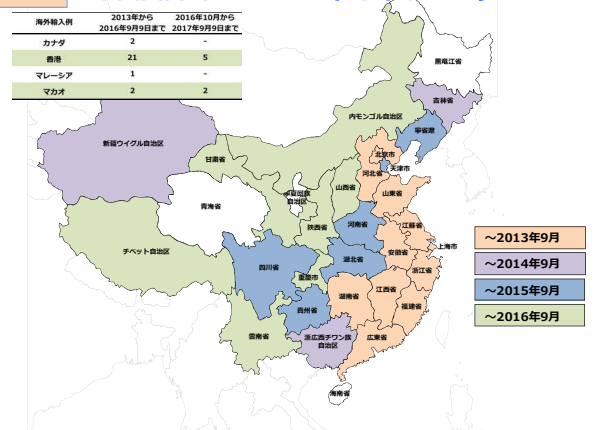 海外輸入例 2013年から 2016年9月9日まで 2016年10月から 2017年9月9日まで
カナダ 2 -
香港 21 5
マレーシア 1 -
マカオ 2 2
黒竜江省
吉林省
内モンゴル自治区
寧省遼
新疆ウイグル自治区
北京市
甘粛省
天津市
河北省
山西省
山東省
青海省
回族
自治区
陝西省
河南省
江蘇省
上海市
チベット自治区
安徽省
四川省
湖北省
浙江省
重慶市
江西省
湖南省
福建省
貴州省
雲南省
広西チワン族
自治区
広東省
海南省
～2013年9月
～2014年9月
～2015年9月
～2016年9月